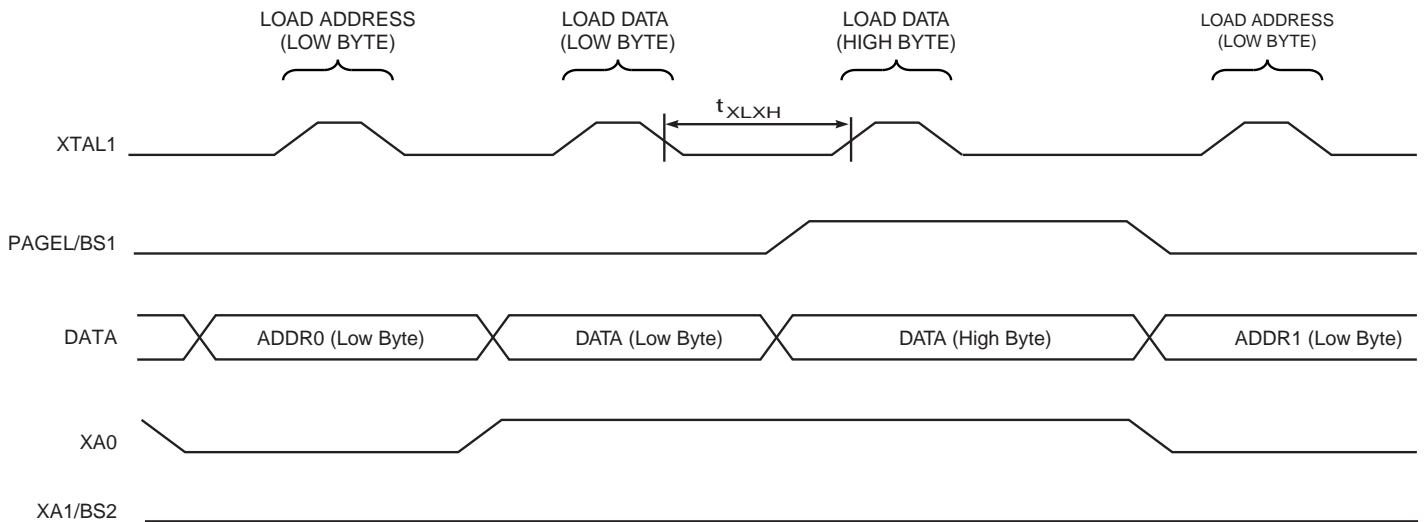 LOAD ADDRESS
(LOW BYTE)
LOAD DATA
(LOW BYTE)
LOAD DATA
(HIGH BYTE)
LOAD ADDRESS
(LOW BYTE)
tXLXH
XTAL1
PAGEL/BS1
DATA
ADDR0 (Low Byte)
DATA (Low Byte)
DATA (High Byte)
ADDR1 (Low Byte)
XA0
XA1/BS2